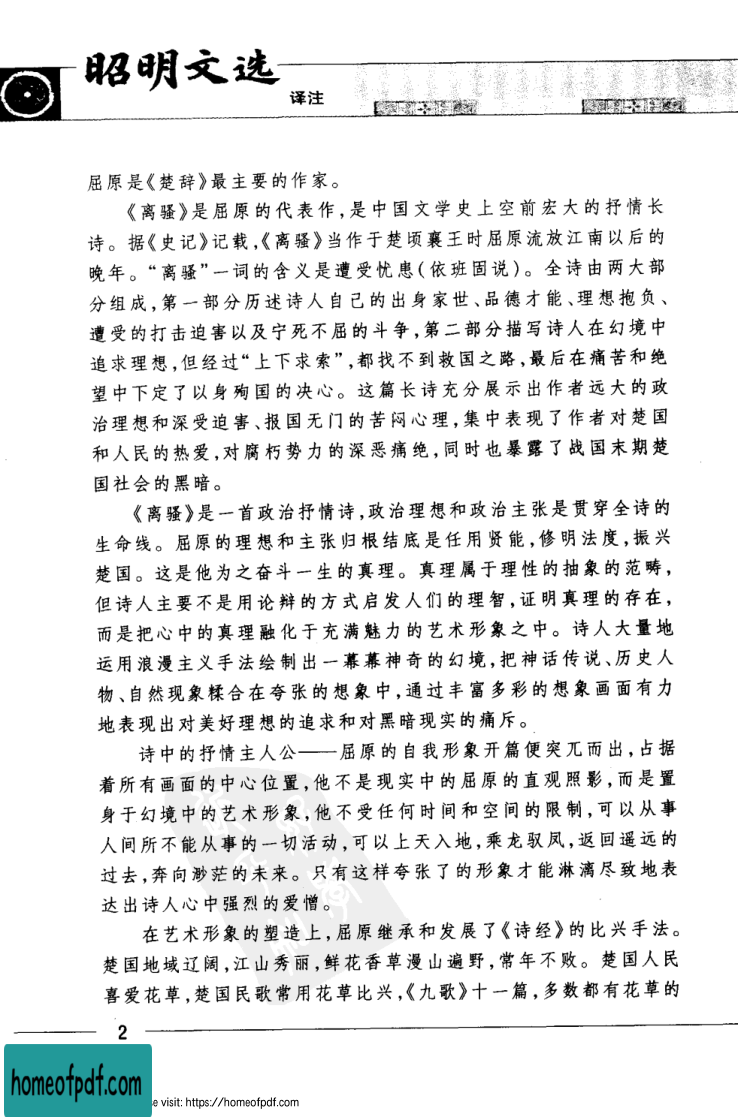 昭明文选
译注
屈原是《楚辞》最主要的作家。
《离骚》是屈原的代表作,是中国文学史上空前宏大的抒情长
诗。据《史记》记载,《离骚》当作于楚顷襄王时屈原流放江南以后的
晚年。“离骚”一词的含义是遭受忧患(依班固说)。全诗由两大部
分组成,第一部分历述诗人自己的出身家世、品德才能、理想抱负、
遭受的打击迫害以及宁死不屈的斗争,第二部分描写诗人在幻境中
追求理想,但经过“上下求索”,都找不到救国之路,最后在痛苦和绝
望中下定了以身殉国的决心。这篇长诗充分展示出作者远大的政
治理想和深受迫害、报国无门的苦闷心理,集中表现了作者对楚国
和人民的热爱,对腐朽势力的深恶痛绝,同时也暴露了战国末期楚
国社会的黑暗。
《离骚》是一首政治抒情诗,政治理想和政治主张是贯穿全诗的
生命线。屈原的理想和主张归根结底是任用贤能,修明法度,振兴
楚国。这是他为之奋斗一生的真理。真理属于理性的抽象的范畴,
但诗人主要不是用论辩的方式启发人们的理智,证明真理的存在,
而是把心中的真理融化于充满魅力的艺术形象之中。诗人大量地
运用浪漫主义手法绘制出一幕幕神奇的幻境,把神话传说、历史人
物、自然现象糅合在夸张的想象中,通过丰富多彩的想象画面有力
地表现出对美好理想的追求和对黑暗现实的痛斥。
诗中的抒情主人公——屈原的自我形象开篇便突兀而出,占据
着所有画面的中心位置,他不是现实中的屈原的直观照影,而是置
身于幻境中的艺术形象,他不受任何时间和空间的限制,可以从事
人间所不能从事的一切活动,可以上天入地,乘龙驭凤,返回遥远的
过去,奔向渺茫的未来。只有这样夸张了的形象才能淋漓尽致地表
达出诗人心中强烈的爱憎。
在艺术形象的塑造上,屈原继承和发展了《诗经》的比兴手法。
楚国地域辽阔,江山秀丽,鲜花香草漫山遍野,常年不败。楚国人民
喜爱花草,楚国民歌常用花草比兴,《九歌》十一篇,多数都有花草的
2
homeofpdf.com
e visit: https://homeofpdf.com